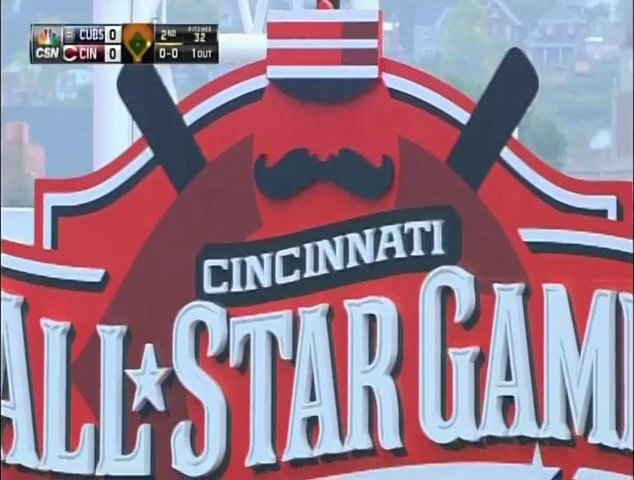 CUBS 0 2ND PITCHES 32
CSN CIN 0 0-0 1 OUT
CINCINNATI
ALL★STAR GAM